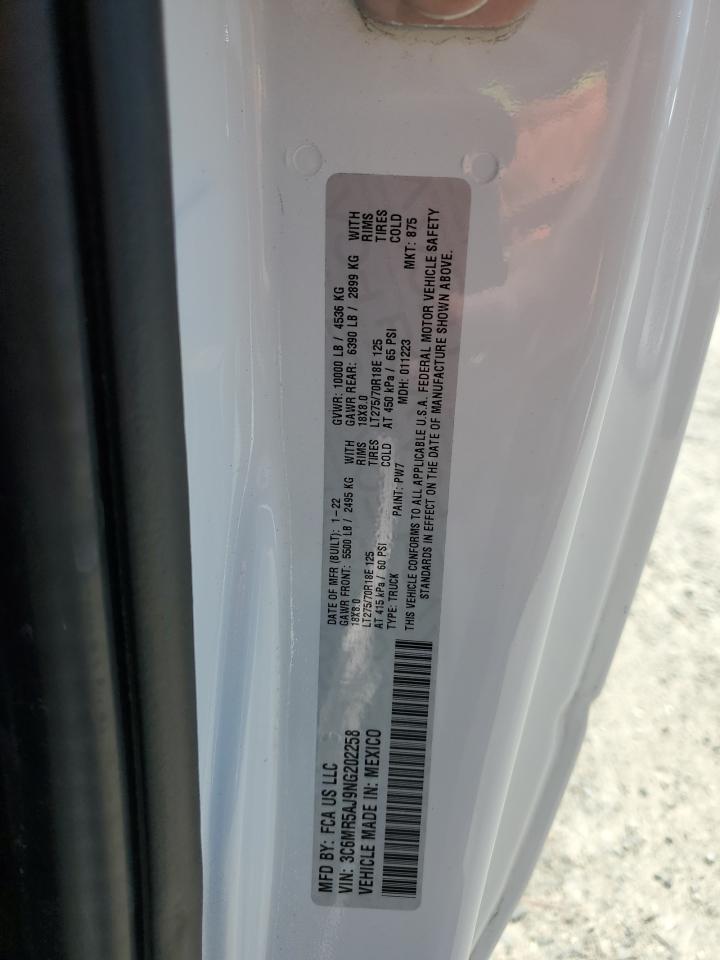 MFD BY: FCA US LLC
VIN: 3C6MR5AJ9NG202258
VEHICLE MADE IN: MEXICO
DATE OF MFR (BUILT): 1-22 GVWR: 10000 LB / 4536 KG
GAWR FRONT: 5500 LB / 2495 KG WITH GAWR REAR: 6390 LB / 2899 KG WITH
18X8.0 RIMS 18X8.0 RIMS
LT275/70R18E 125 TIRES LT275/70R18E 125 TIRES
AT 415 kPa / 60 PSI COLD AT 450 kPa / 65 PSI COLD
TYPE: TRUCK PAINT: PW7 MDH: 011223 MKT: 875
THIS VEHICLE CONFORMS TO ALL APPLICABLE U.S.A. FEDERAL MOTOR VEHICLE SAFETY
STANDARDS IN EFFECT ON THE DATE OF MANUFACTURE SHOWN ABOVE.